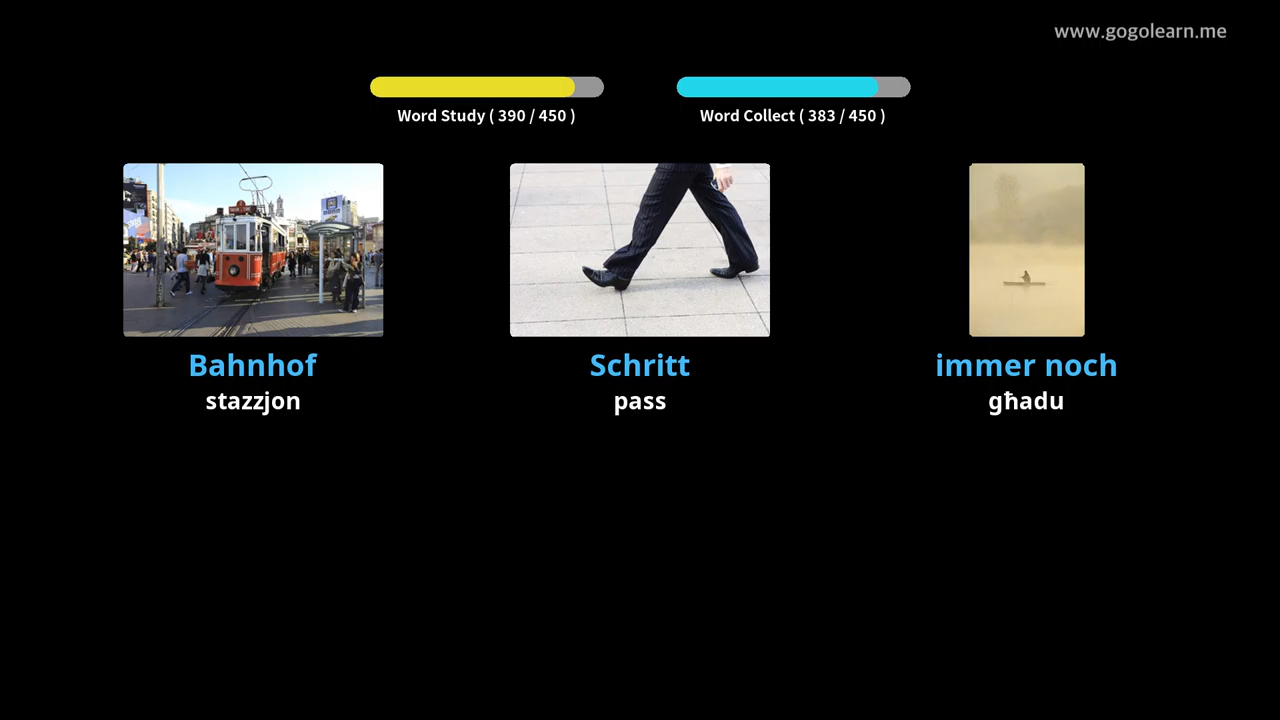 www.gogolearn.me
Word Study ( 390 / 450 )
Word Collect ( 383 / 450 )
Bahnhof
stazzjon
Schritt
pass
immer noch
għadu